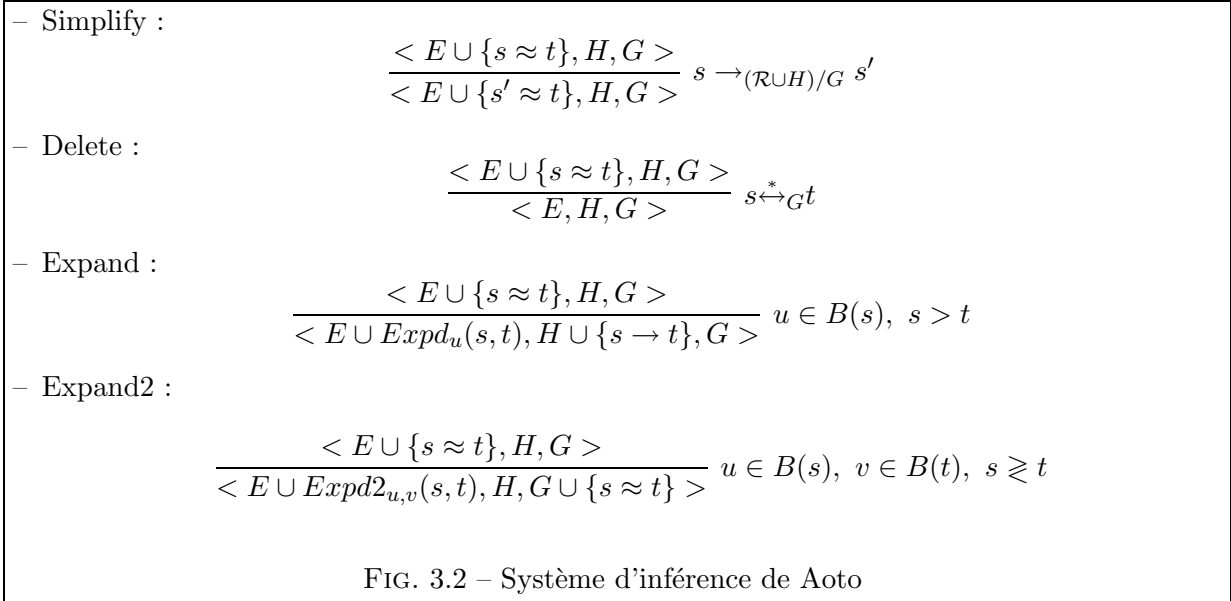 – Simplify :
< E ∪ {s ≈ t}, H, G >
< E ∪ {s′ ≈ t}, H, G > s →(R∪H)/G s′
– Delete :
< E ∪ {s ≈ t}, H, G >
< E, H, G > s ↔*G t
– Expand :
< E ∪ {s ≈ t}, H, G >
< E ∪ Expdu(s, t), H ∪ {s → t}, G > u ∈ B(s), s > t
– Expand2 :
< E ∪ {s ≈ t}, H, G >
< E ∪ Expd2u,v(s, t), H, G ∪ {s ≈ t} > u ∈ B(s), v ∈ B(t), s ≷ t
FIG. 3.2 – Système d'inférence de Aoto